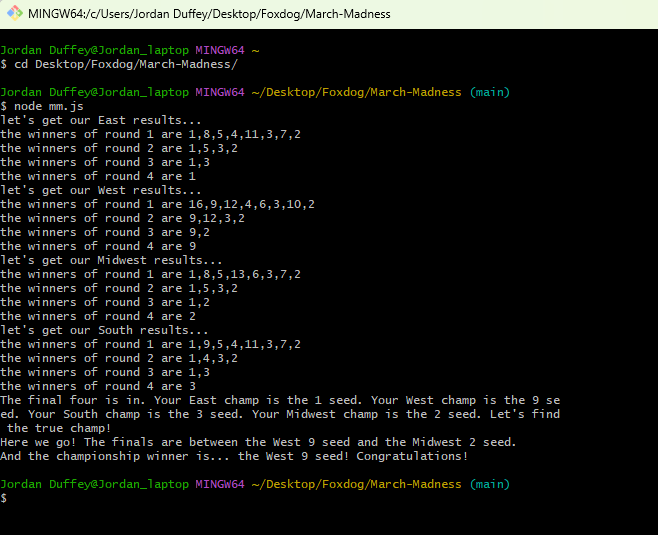 MINGW64:/c/Users/Jordan Duffey/Desktop/Foxdog/March-Madness
Jordan Duffey@Jordan_laptop MINGW64 ~
$ cd Desktop/Foxdog/March-Madness/
Jordan Duffey@Jordan_laptop MINGW64 ~/Desktop/Foxdog/March-Madness (main)
$ node mm.js
let's get our East results...
the winners of round 1 are 1,8,5,4,11,3,7,2
the winners of round 2 are 1,5,3,2
the winners of round 3 are 1,3
the winners of round 4 are 1
let's get our West results...
the winners of round 1 are 16,9,12,4,6,3,10,2
the winners of round 2 are 9,12,3,2
the winners of round 3 are 9,2
the winners of round 4 are 9
let's get our Midwest results...
the winners of round 1 are 1,8,5,13,6,3,7,2
the winners of round 2 are 1,5,3,2
the winners of round 3 are 1,2
the winners of round 4 are 2
let's get our South results...
the winners of round 1 are 1,9,5,4,11,3,7,2
the winners of round 2 are 1,4,3,2
the winners of round 3 are 1,3
the winners of round 4 are 3
The final four is in. Your East champ is the 1 seed. Your West champ is the 9 se
ed. Your South champ is the 3 seed. Your Midwest champ is the 2 seed. Let's find
 the true champ!
Here we go! The finals are between the West 9 seed and the Midwest 2 seed.
And the championship winner is... the West 9 seed! Congratulations!
Jordan Duffey@Jordan_laptop MINGW64 ~/Desktop/Foxdog/March-Madness (main)
$